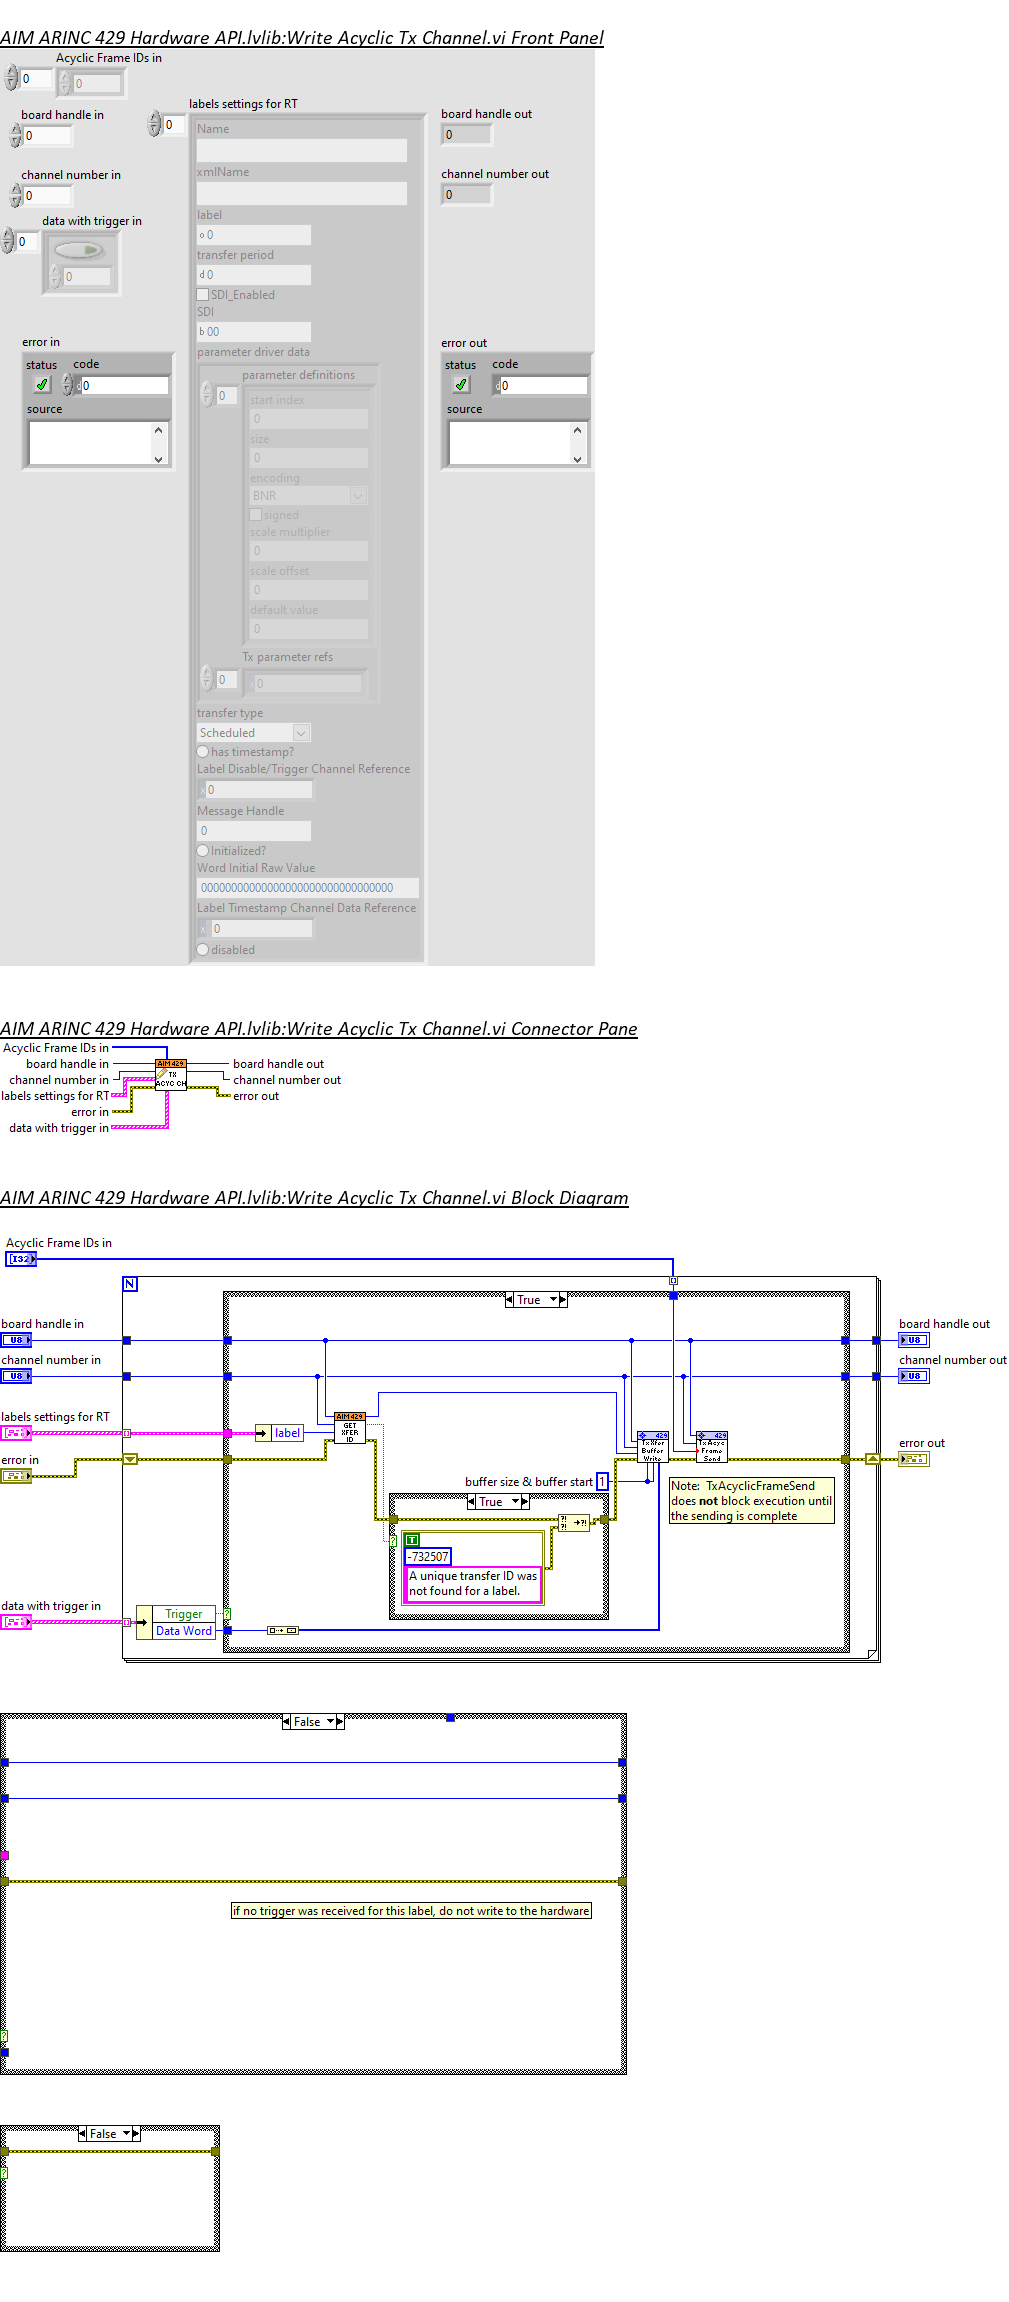 AIM ARINC 429 Hardware API.lvlib:Write Acyclic Tx Channel.vi Front Panel
Acyclic Frame IDs in
0
0
board handle in
0
channel number in
0
data with trigger in
0
0
error in
status
code
d0
source
labels settings for RT
0
Name
xmlName
label
o 0
transfer period
d 0
SDI_Enabled
SDI
b 00
parameter driver data
0
parameter definitions
start index
0
size
0
encoding
BNR
signed
scale multiplier
0
scale offset
0
default value
0
Tx parameter refs
0
0
transfer type
Scheduled
has timestamp?
Label Disable/Trigger Channel Reference
x 0
Message Handle
0
Initialized?
Word Initial Raw Value
00000000000000000000000000000000
Label Timestamp Channel Data Reference
x 0
disabled
board handle out
0
channel number out
0
error out
status
code
d0
source
AIM ARINC 429 Hardware API.lvlib:Write Acyclic Tx Channel.vi Connector Pane
Acyclic Frame IDs in
board handle in
channel number in
labels settings for RT
error in
data with trigger in
AIM 429
TX
ACYC CH
board handle out
channel number out
error out
AIM ARINC 429 Hardware API.lvlib:Write Acyclic Tx Channel.vi Block Diagram
Acyclic Frame IDs in
[I32]
N
True
board handle in
U8
board handle out
U8
channel number in
U8
channel number out
U8
labels settings for RT
label
AIM 429
GET
XFER
ID
429
TxXfer
Buffer
Write
429
TxAcyc
Frame
Send
error in
error out
buffer size & buffer start
1
Note: TxAcyclicFrameSend
does not block execution until
the sending is complete
True
T
-732507
A unique transfer ID was
not found for a label.
data with trigger in
Trigger
Data Word
False
if no trigger was received for this label, do not write to the hardware
False